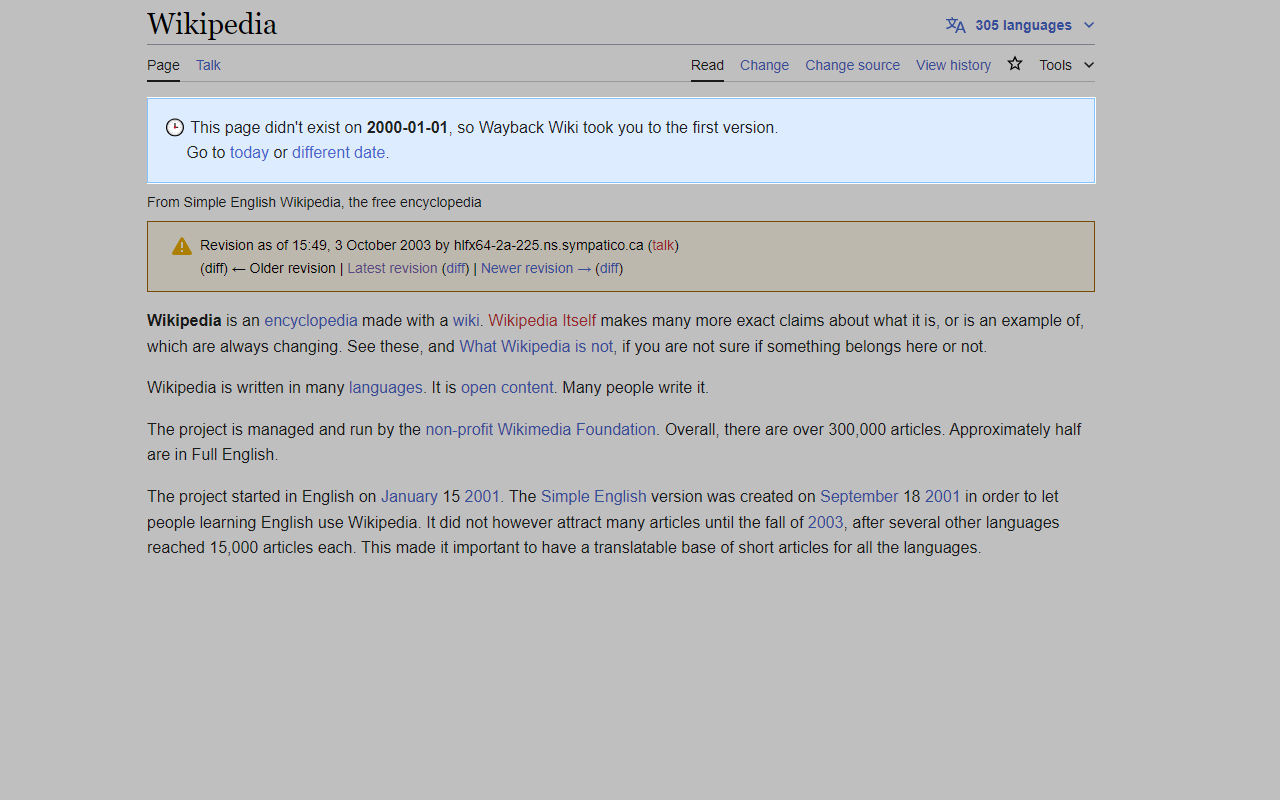 Wikipedia
305 languages
Page Talk Read Change Change source View history Tools
This page didn't exist on 2000-01-01, so Wayback Wiki took you to the first version.
Go to today or different date.
From Simple English Wikipedia, the free encyclopedia
Revision as of 15:49, 3 October 2003 by hlfx64-2a-225.ns.sympatico.ca (talk)
(diff) ← Older revision | Latest revision (diff) | Newer revision → (diff)
Wikipedia is an encyclopedia made with a wiki. Wikipedia Itself makes many more exact claims about what it is, or is an example of,
which are always changing. See these, and What Wikipedia is not, if you are not sure if something belongs here or not.
Wikipedia is written in many languages. It is open content. Many people write it.
The project is managed and run by the non-profit Wikimedia Foundation. Overall, there are over 300,000 articles. Approximately half
are in Full English.
The project started in English on January 15 2001. The Simple English version was created on September 18 2001 in order to let
people learning English use Wikipedia. It did not however attract many articles until the fall of 2003, after several other languages
reached 15,000 articles each. This made it important to have a translatable base of short articles for all the languages.